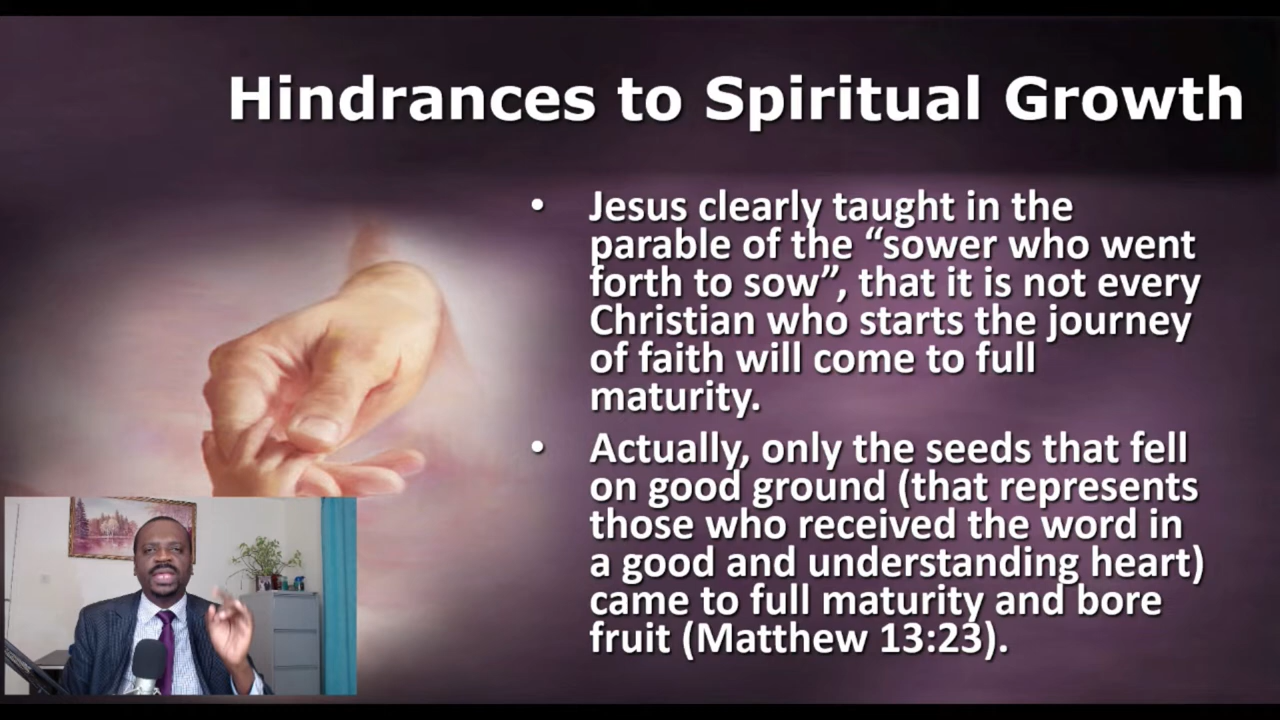 Hindrances to Spiritual Growth
• Jesus clearly taught in the
parable of the “sower who went
forth to sow”, that it is not every
Christian who starts the journey
of faith will come to full
maturity.
• Actually, only the seeds that fell
on good ground (that represents
those who received the word in
a good and understanding heart)
came to full maturity and bore
fruit (Matthew 13:23).